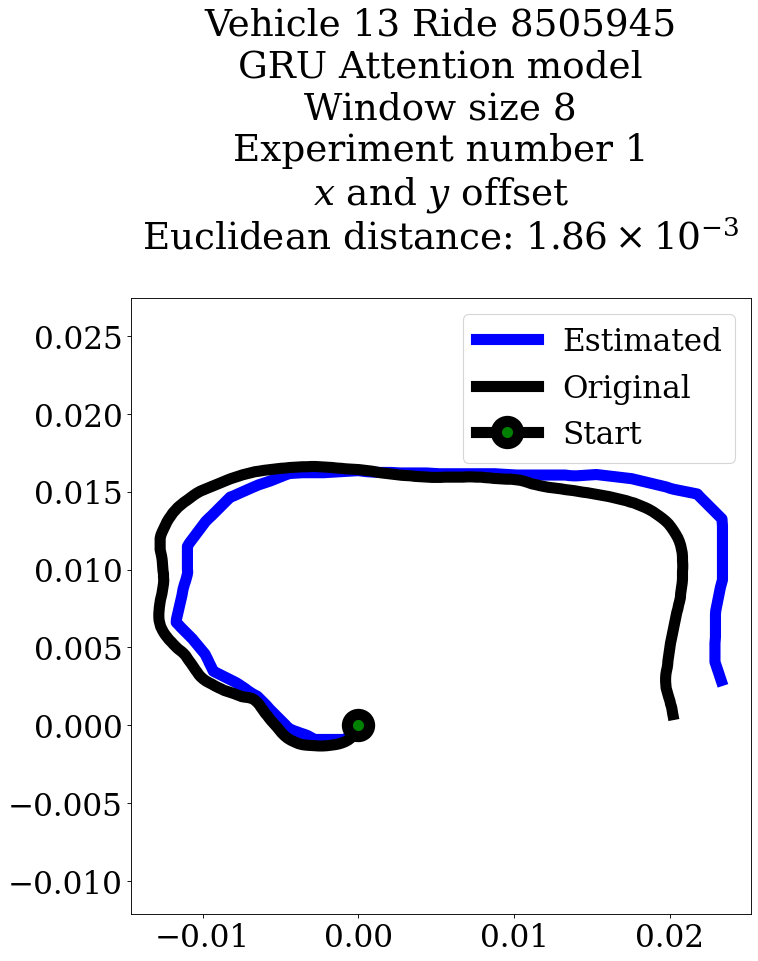 Vehicle 13 Ride 8505945
GRU Attention model
Window size 8
Experiment number 1
x and y offset
Euclidean distance: 1.86 × 10⁻³
Estimated
Original
Start
0.025
0.020
0.015
0.010
0.005
0.000
−0.005
−0.010
−0.01 0.00 0.01 0.02